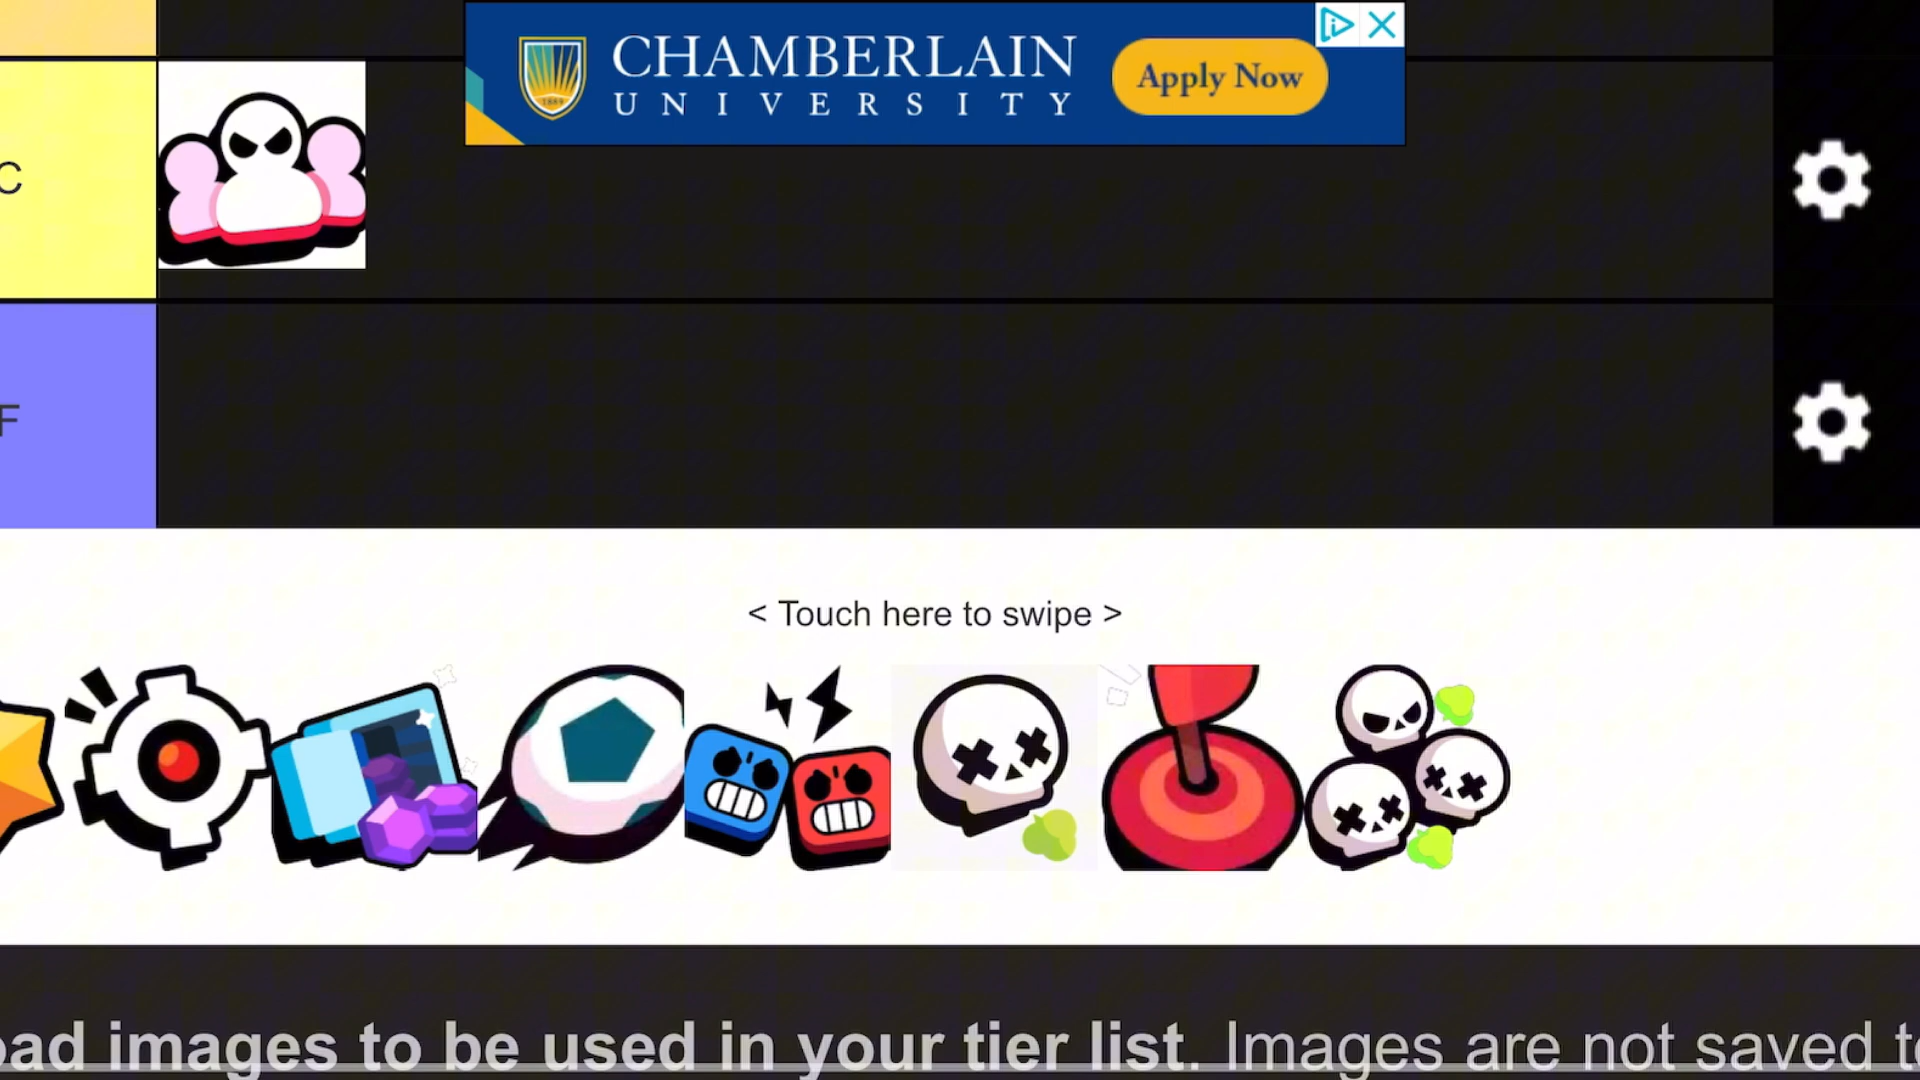 CHAMBERLAIN
UNIVERSITY
1889
Apply Now
C
F
< Touch here to swipe >
images to be used in your tier list. Images are not saved